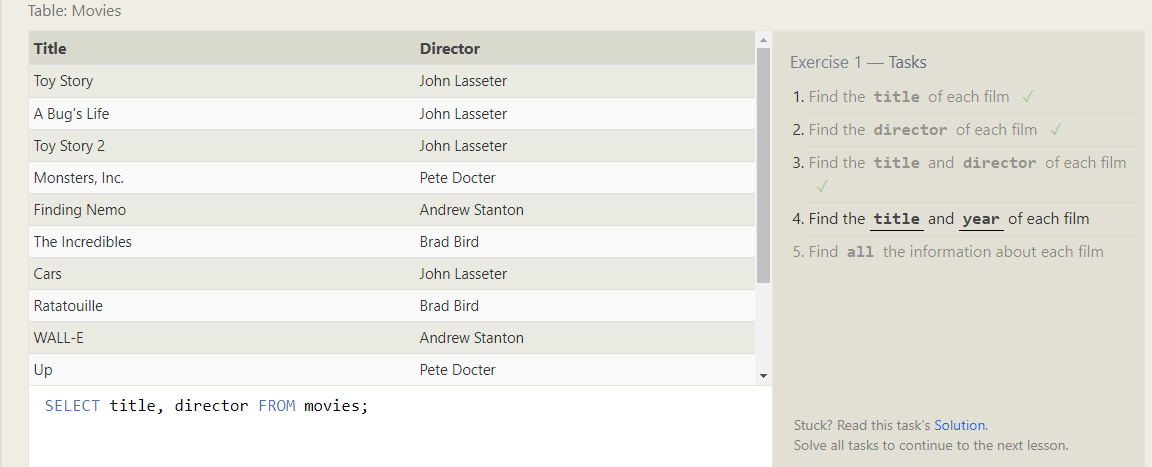 Table: Movies
Title Director
Toy Story John Lasseter
A Bug's Life John Lasseter
Toy Story 2 John Lasseter
Monsters, Inc. Pete Docter
Finding Nemo Andrew Stanton
The Incredibles Brad Bird
Cars John Lasseter
Ratatouille Brad Bird
WALL-E Andrew Stanton
Up Pete Docter
SELECT title, director FROM movies;
Exercise 1 — Tasks
1. Find the title of each film ✓
2. Find the director of each film ✓
3. Find the title and director of each film
✓
4. Find the title and year of each film
5. Find all the information about each film
Stuck? Read this task's Solution.
Solve all tasks to continue to the next lesson.